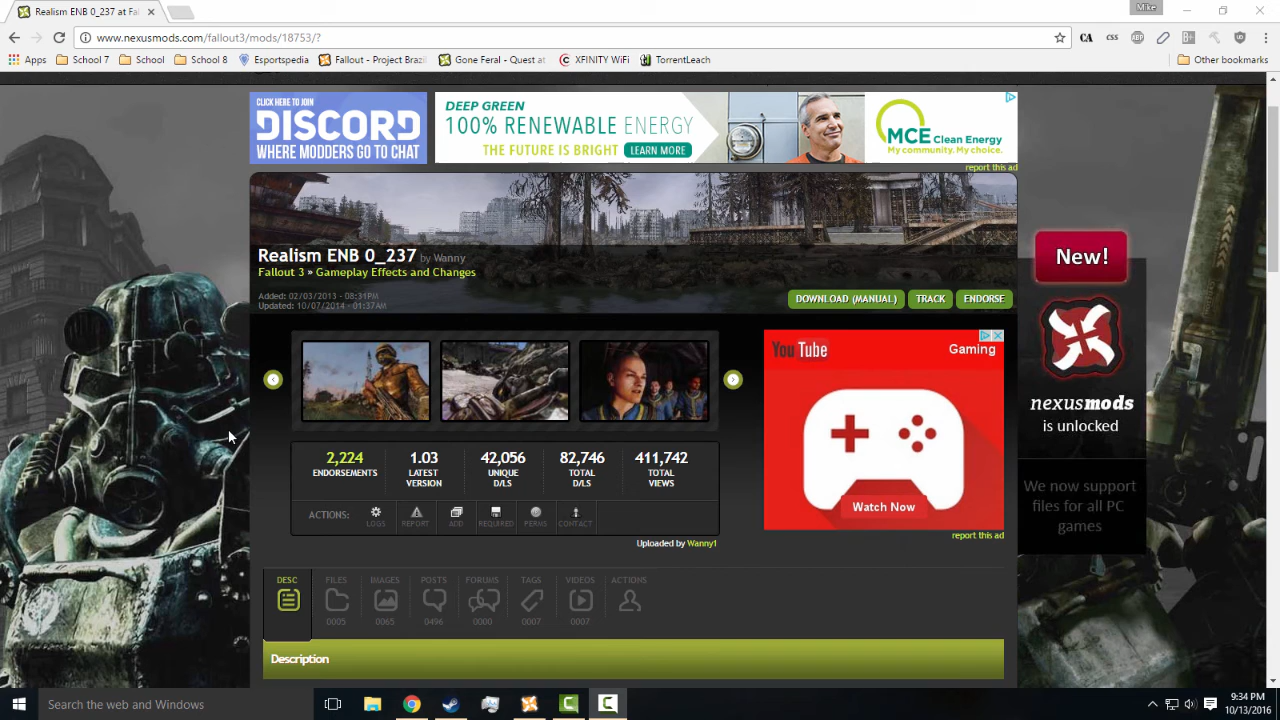 Realism ENB 0_237 at Fal
Mike
www.nexusmods.com/fallout3/mods/18753/?
CA
CSS
ABP
Apps
School 7
School
School 8
Esportspedia
Fallout - Project Brazil
Gone Feral - Quest at
XFINITY WiFi
TorrentLeach
Other bookmarks
CLICK HERE TO JOIN
DISCORD
WHERE MODDERS GO TO CHAT
DEEP GREEN
100% RENEWABLE ENERGY
THE FUTURE IS BRIGHT
LEARN MORE
MCE Clean Energy
My community. My choice.
report this ad
Realism ENB 0_237 by Wanny
Fallout 3 » Gameplay Effects and Changes
Added: 02/03/2013 - 08:31PM
Updated: 10/07/2014 - 01:37AM
DOWNLOAD (MANUAL)
TRACK
ENDORSE
New!
YouTube
Gaming
Watch Now
report this ad
nexusmods
is unlocked
We now support
files for all PC
games
2,224
ENDORSEMENTS
1.03
LATEST
VERSION
42,056
UNIQUE
D/LS
82,746
TOTAL
D/LS
411,742
TOTAL
VIEWS
ACTIONS:
LOGS
REPORT
ADD
REQUIRED
PERMS
CONTACT
Uploaded by Wanny1
DESC
FILES
0005
IMAGES
0065
POSTS
0496
FORUMS
0000
TAGS
0007
VIDEOS
0007
ACTIONS
Description
Search the web and Windows
9:34 PM
10/13/2016